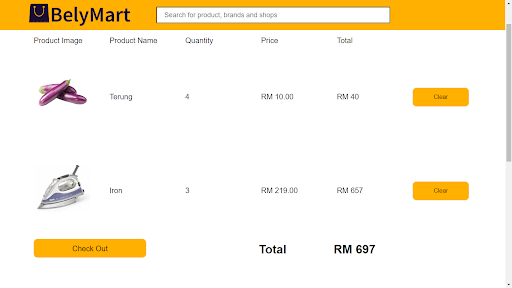 BelyMart
Search for product, brands and shops
Product Image Product Name Quantity Price Total
Terung 4 RM 10.00 RM 40 Clear
Iron 3 RM 219.00 RM 657 Clear
Check Out Total RM 697